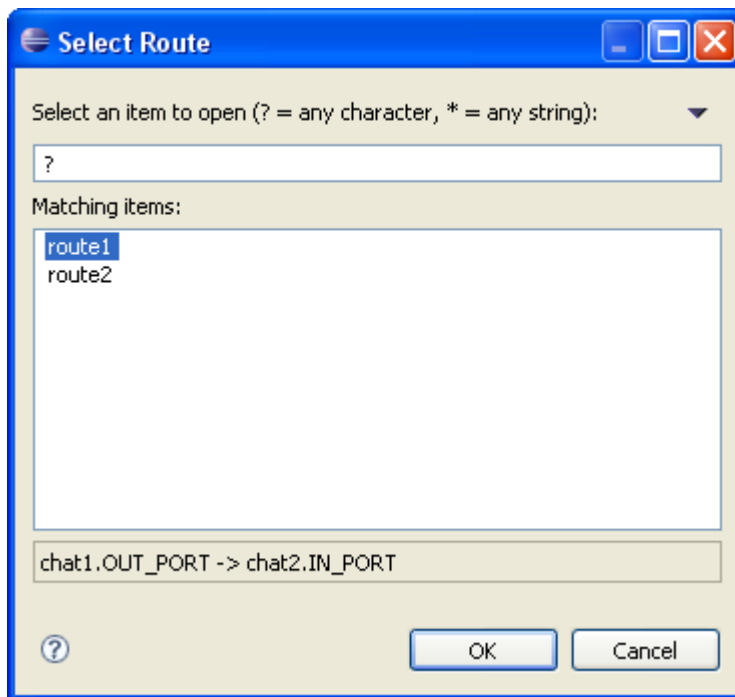 Select Route
Select an item to open (? = any character, * = any string):
?
Matching items:
route1
route2
chat1.OUT_PORT -> chat2.IN_PORT
?
OK
Cancel